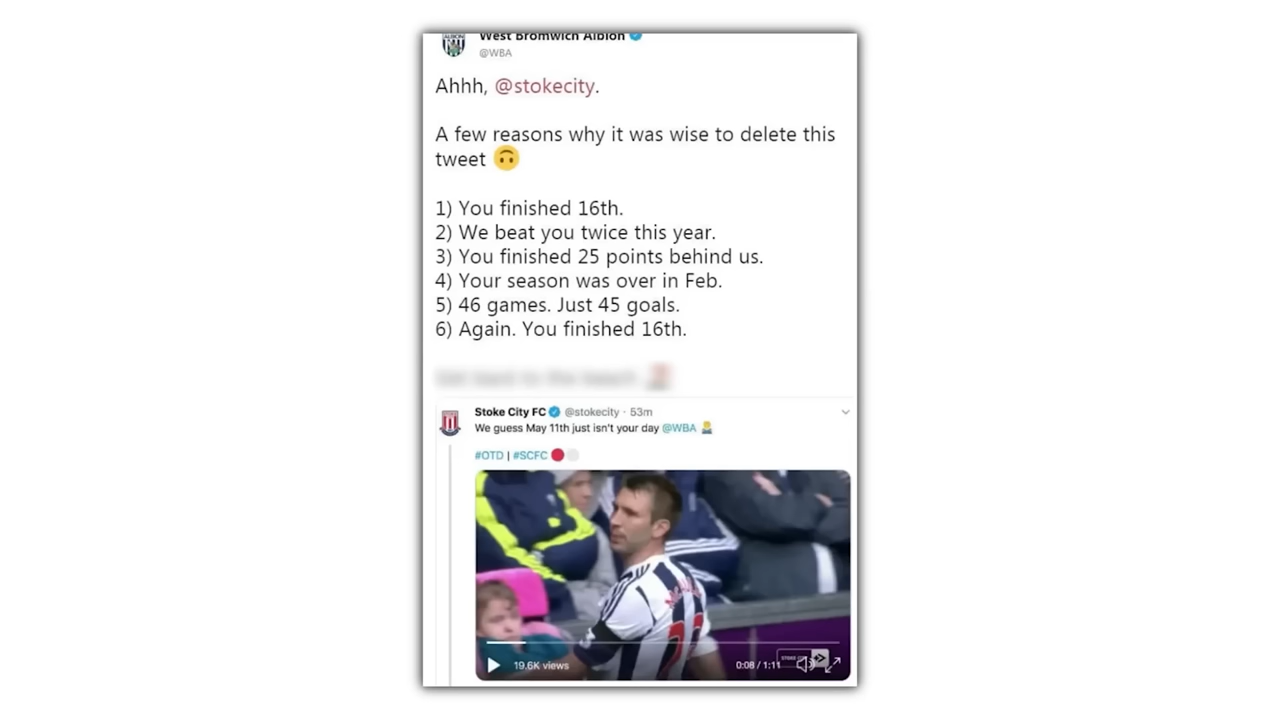 West Bromwich Albion
@WBA
Ahhh, @stokecity.
A few reasons why it was wise to delete this
tweet 🙃
1) You finished 16th.
2) We beat you twice this year.
3) You finished 25 points behind us.
4) Your season was over in Feb.
5) 46 games. Just 45 goals.
6) Again. You finished 16th.
Stoke City FC @stokecity · 53m
We guess May 11th just isn't your day @WBA
#OTD | #SCFC 🔴⚪
19.6K views
0:08 / 1:11